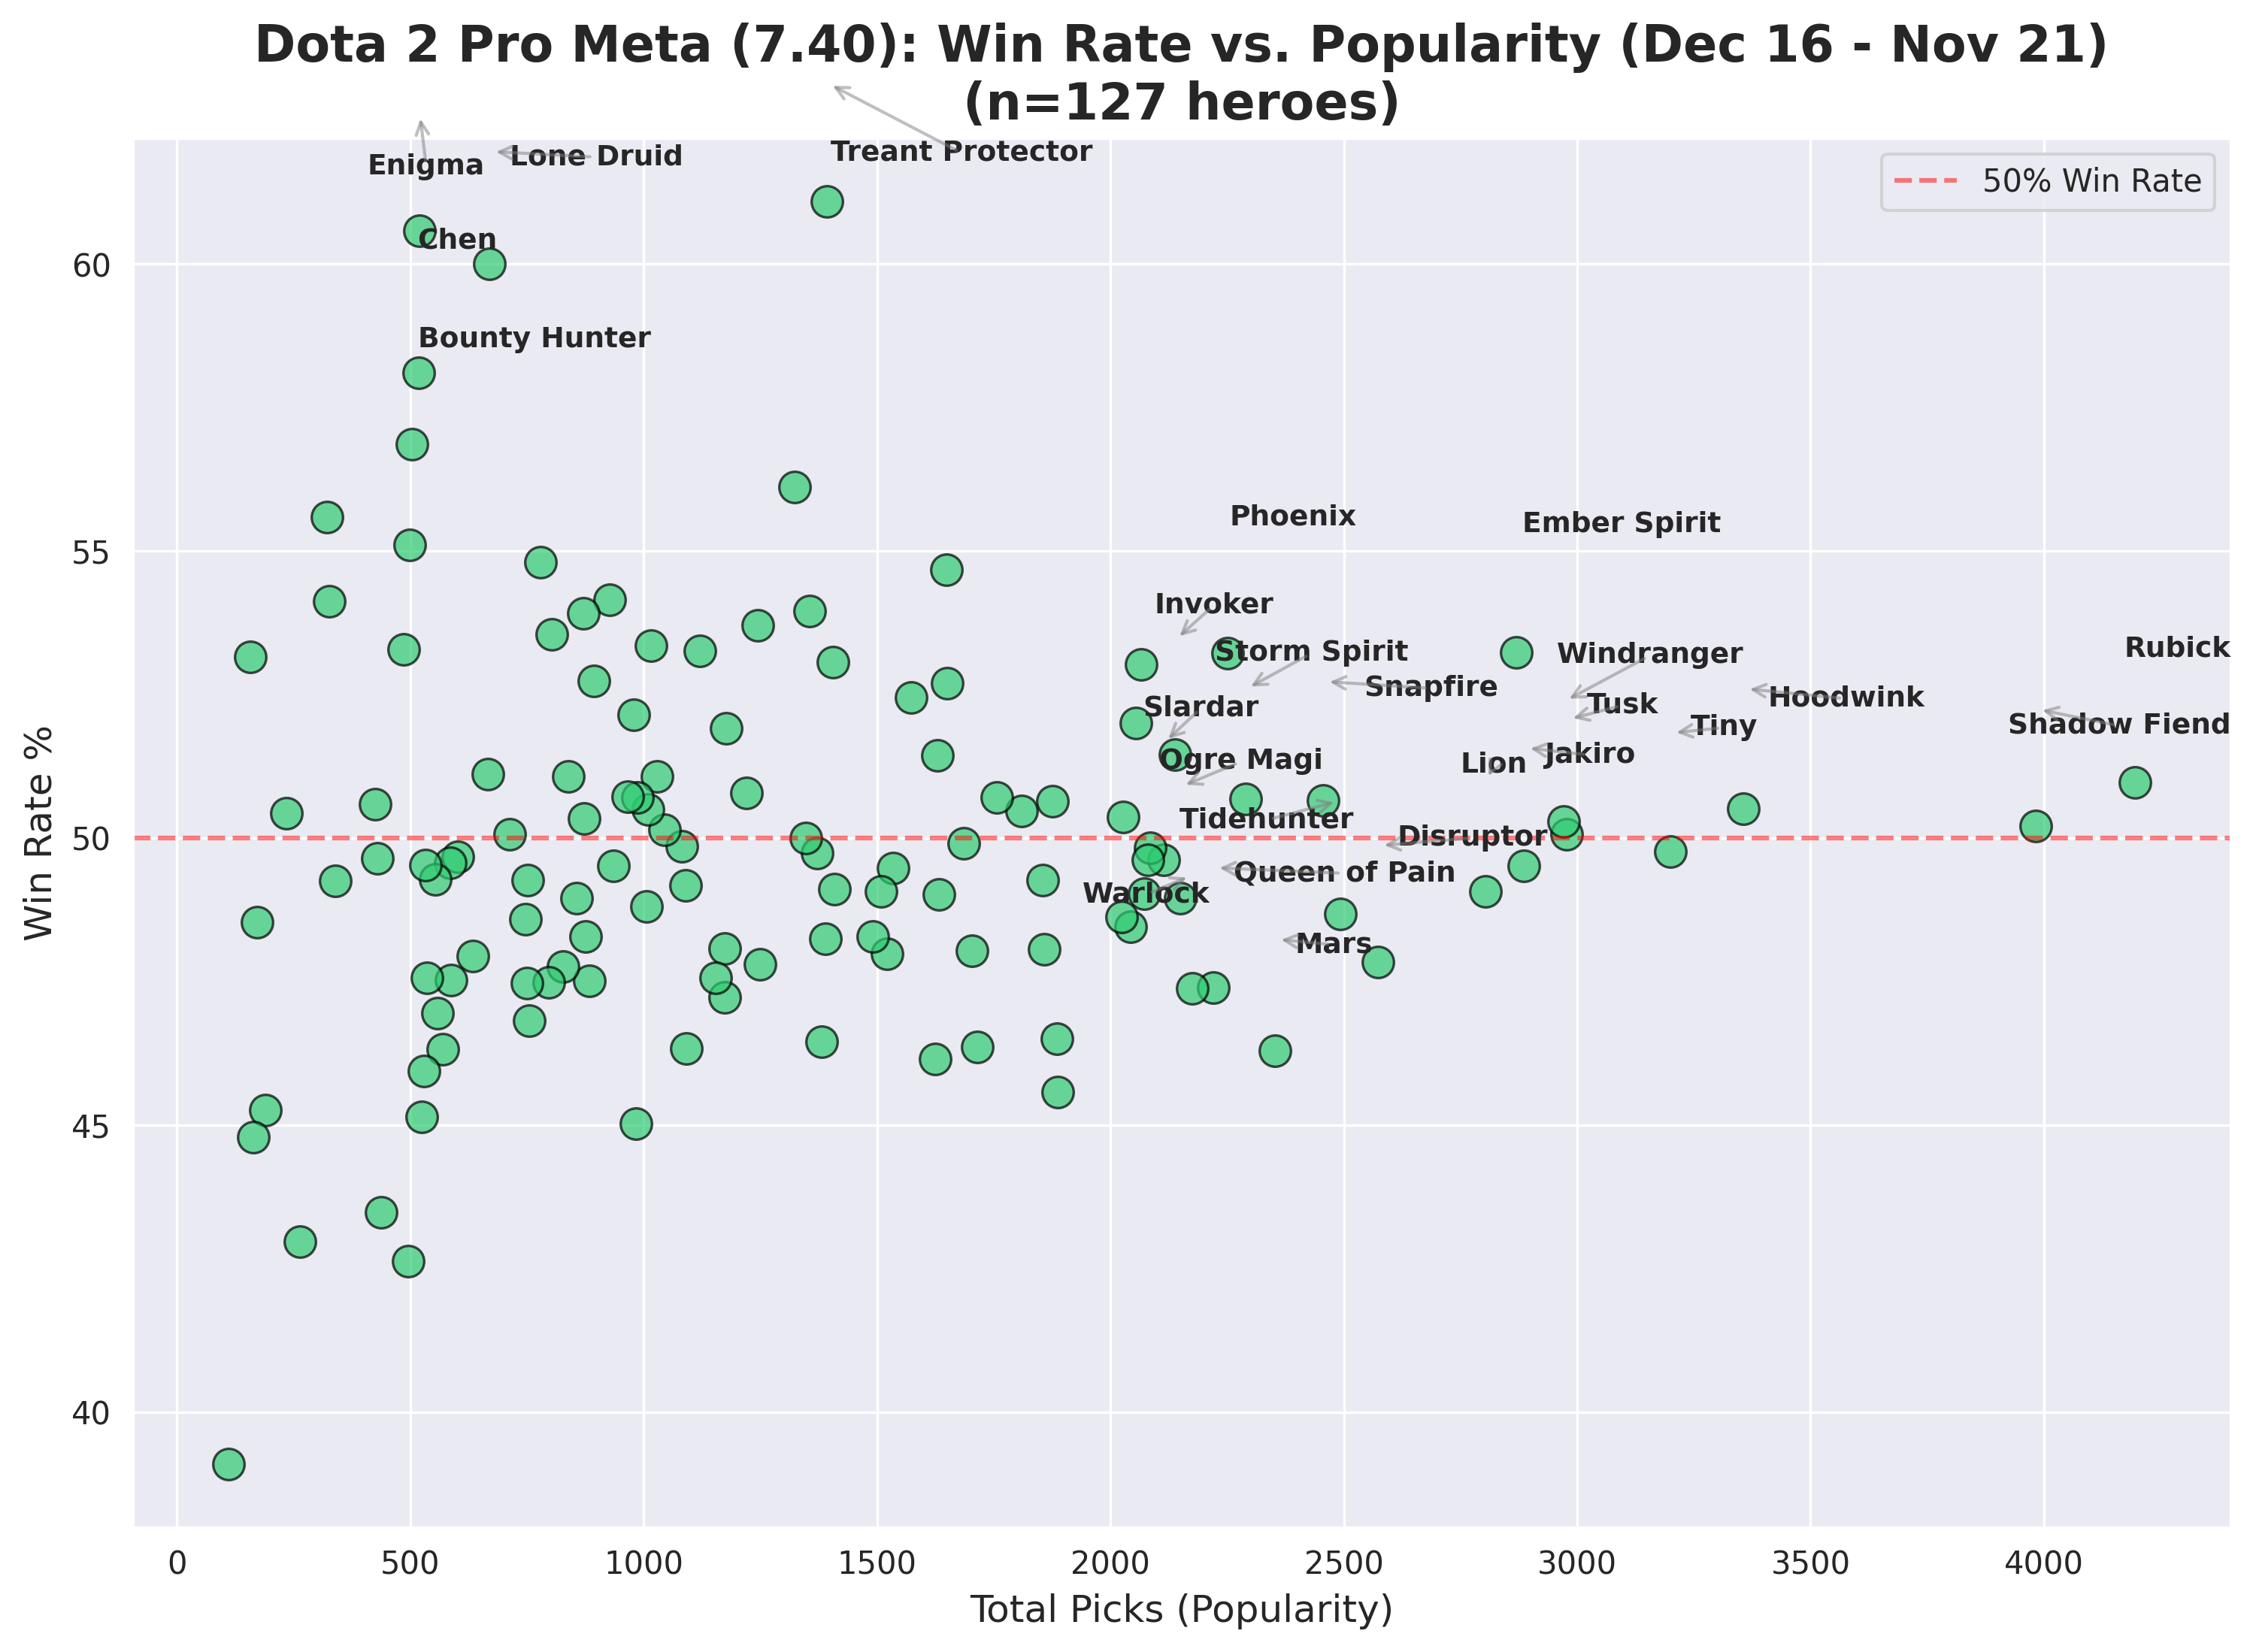 Dota 2 Pro Meta (7.40): Win Rate vs. Popularity (Dec 16 - Nov 21)
(n=127 heroes)
Treant Protector
Lone Druid
Enigma
50% Win Rate
Chen
Bounty Hunter
Phoenix
Ember Spirit
Invoker
Storm Spirit
Windranger
Rubick
Snapfire
Hoodwink
Slardar
Tusk
Tiny
Shadow Fiend
Ogre Magi
Lion
Jakiro
Tidehunter
Disruptor
Queen of Pain
Warlock
Mars
Win Rate %
60
55
50
45
40
0
500
1000
1500
2000
2500
3000
3500
4000
Total Picks (Popularity)